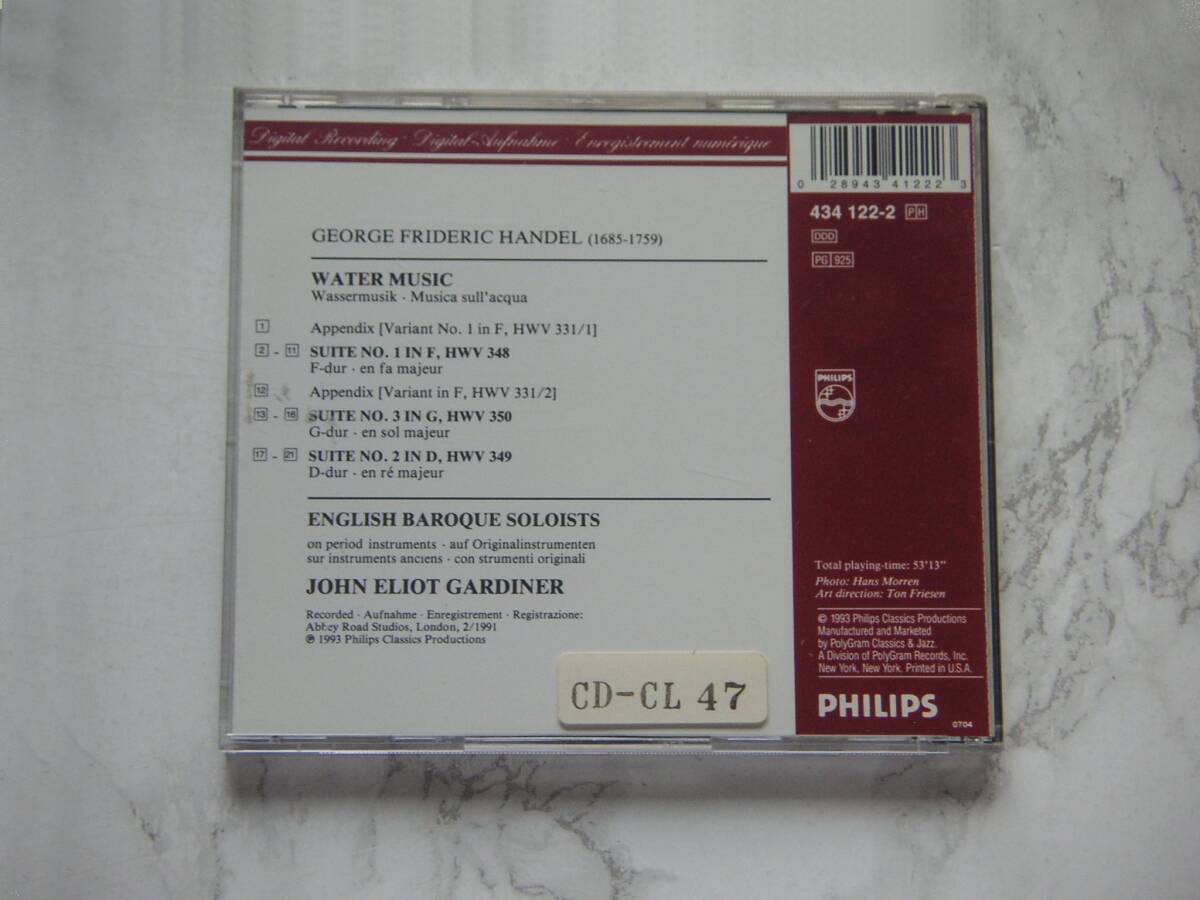 Digital Recording · Digital-Aufnahme · Enregistrement numérique
GEORGE FRIDERIC HANDEL (1685-1759)
WATER MUSIC
Wassermusik · Musica sull'acqua
1 Appendix [Variant No. 1 in F, HWV 331/1]
2 - 11 SUITE NO. 1 IN F, HWV 348
F-dur · en fa majeur
12 Appendix [Variant in F, HWV 331/2]
13 - 16 SUITE NO. 3 IN G, HWV 350
G-dur · en sol majeur
17 - 21 SUITE NO. 2 IN D, HWV 349
D-dur · en ré majeur
ENGLISH BAROQUE SOLOISTS
on period instruments · auf Originalinstrumenten
sur instruments anciens · con strumenti originali
JOHN ELIOT GARDINER
Recorded · Aufnahme · Enregistrement · Registrazione:
Abbey Road Studios, London, 2/1991
℗ 1993 Philips Classics Productions
CD-CL 47
0 28943 41222 3
434 122-2 PH
DDD
PG 925
PHILIPS
Total playing-time: 53'13"
Photo: Hans Morren
Art direction: Ton Friesen
© 1993 Philips Classics Productions
Manufactured and Marketed
by PolyGram Classics & Jazz.
A Division of PolyGram Records, Inc.
New York, New York. Printed in U.S.A.
PHILIPS
0704